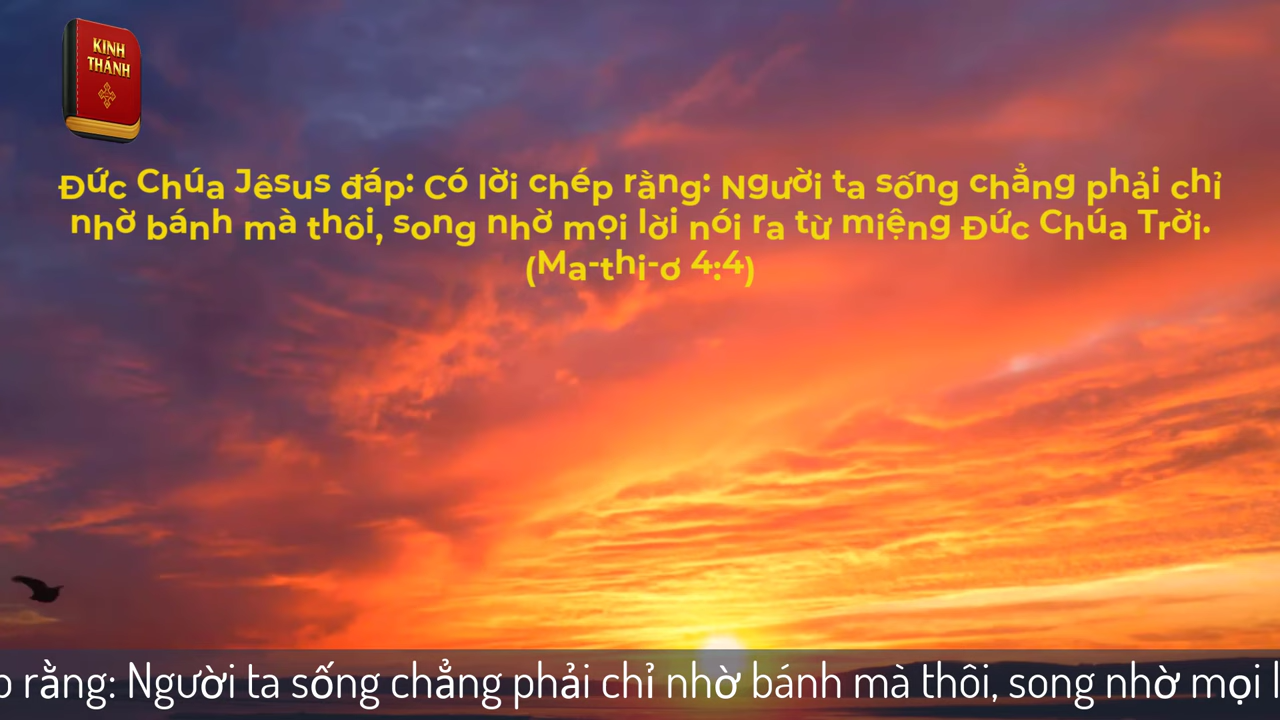 KINH
THÁNH
Đức Chúa Jêsus đáp: Có lời chép rằng: Người ta sống chẳng phải chỉ
nhờ bánh mà thôi, song nhờ mọi lời nói ra từ miệng Đức Chúa Trời.
(Ma-thi-ơ 4:4)
rằng: Người ta sống chẳng phải chỉ nhờ bánh mà thôi, song nhờ mọi